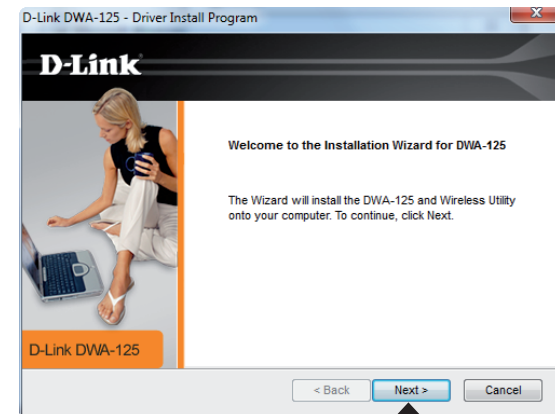 D-Link DWA-125 - Driver Install Program
X
D-Link
Welcome to the Installation Wizard for DWA-125
The Wizard will install the DWA-125 and Wireless Utility
onto your computer. To continue, click Next.
D-Link DWA-125
< Back Next > Cancel